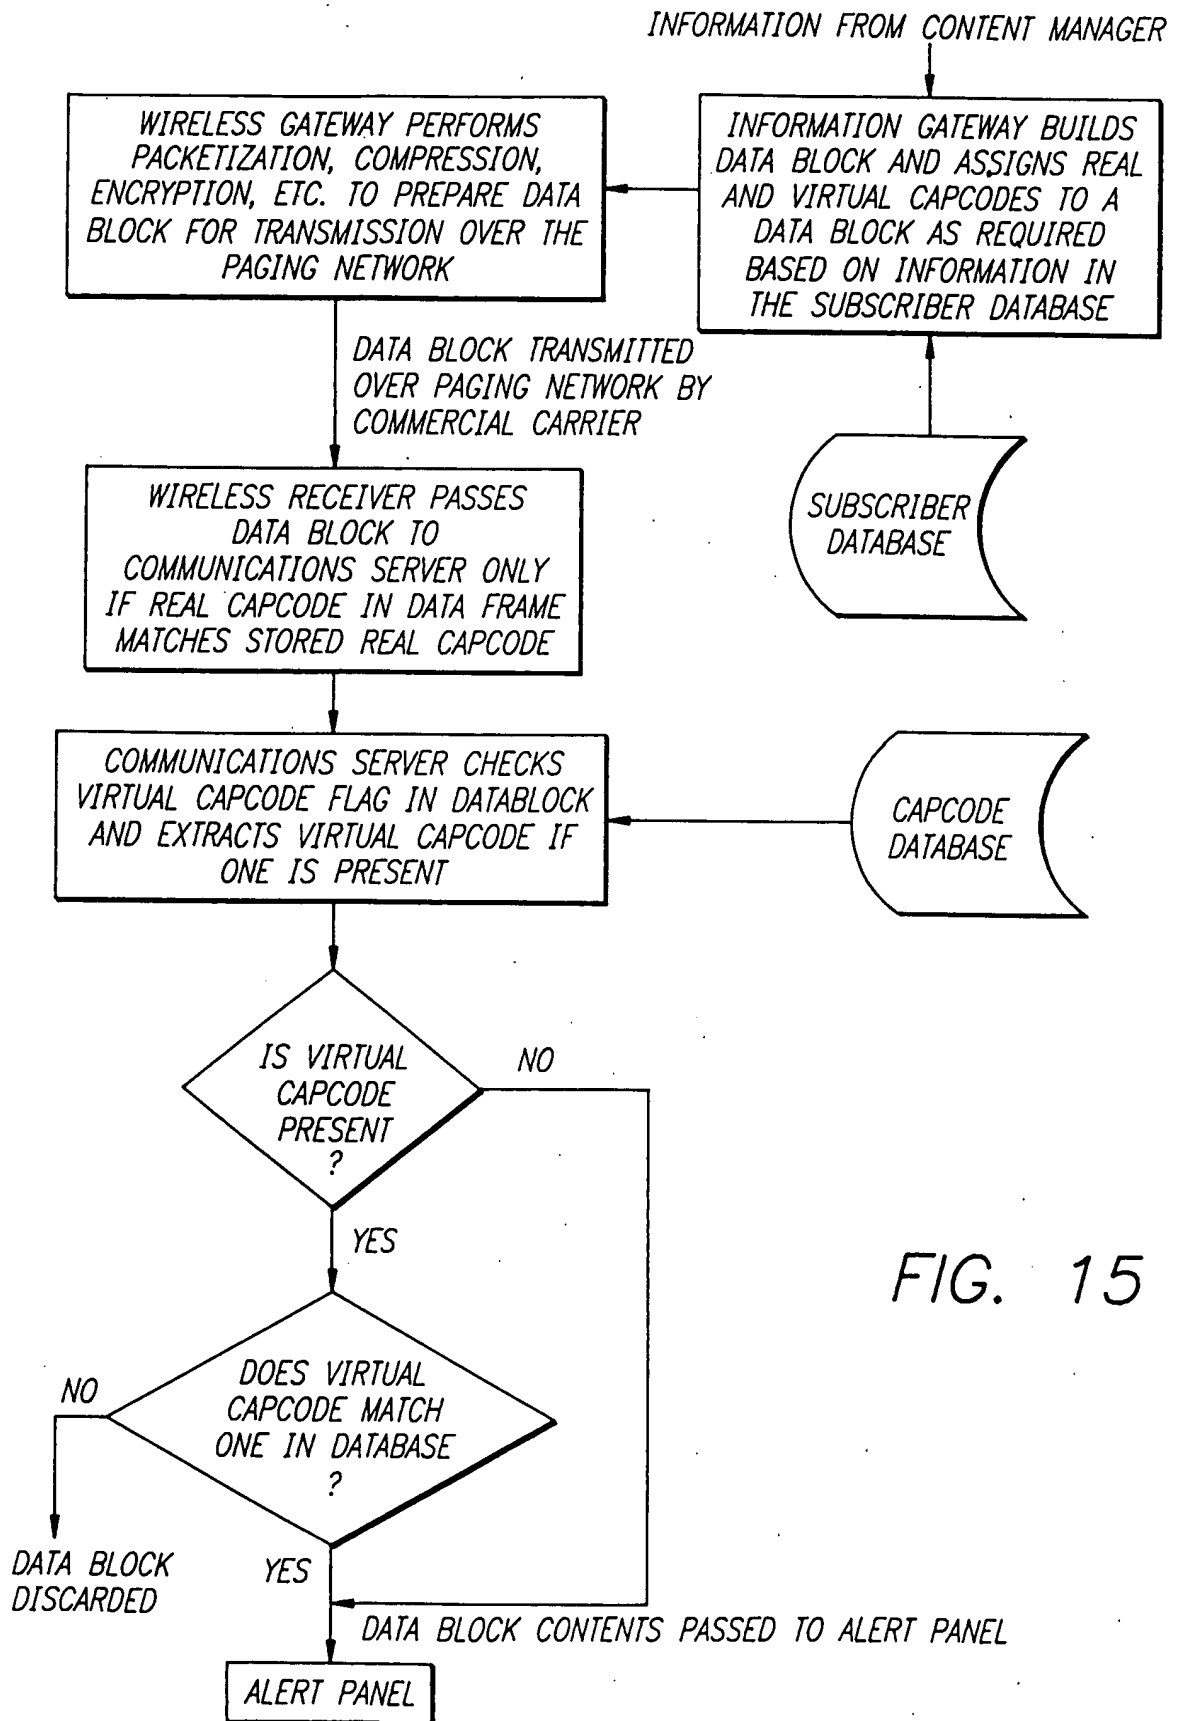 INFORMATION FROM CONTENT MANAGER
INFORMATION GATEWAY BUILDS
DATA BLOCK AND ASSIGNS REAL
AND VIRTUAL CAPCODES TO A
DATA BLOCK AS REQUIRED
BASED ON INFORMATION IN
THE SUBSCRIBER DATABASE
SUBSCRIBER
DATABASE
WIRELESS GATEWAY PERFORMS
PACKETIZATION, COMPRESSION,
ENCRYPTION, ETC. TO PREPARE DATA
BLOCK FOR TRANSMISSION OVER THE
PAGING NETWORK
DATA BLOCK TRANSMITTED
OVER PAGING NETWORK BY
COMMERCIAL CARRIER
WIRELESS RECEIVER PASSES
DATA BLOCK TO
COMMUNICATIONS SERVER ONLY
IF REAL CAPCODE IN DATA FRAME
MATCHES STORED REAL CAPCODE
COMMUNICATIONS SERVER CHECKS
VIRTUAL CAPCODE FLAG IN DATABLOCK
AND EXTRACTS VIRTUAL CAPCODE IF
ONE IS PRESENT
CAPCODE
DATABASE
IS VIRTUAL
CAPCODE
PRESENT
?
NO
YES
DOES VIRTUAL
CAPCODE MATCH
ONE IN DATABASE
?
NO
DATA BLOCK
DISCARDED
YES
DATA BLOCK CONTENTS PASSED TO ALERT PANEL
ALERT PANEL
FIG. 15